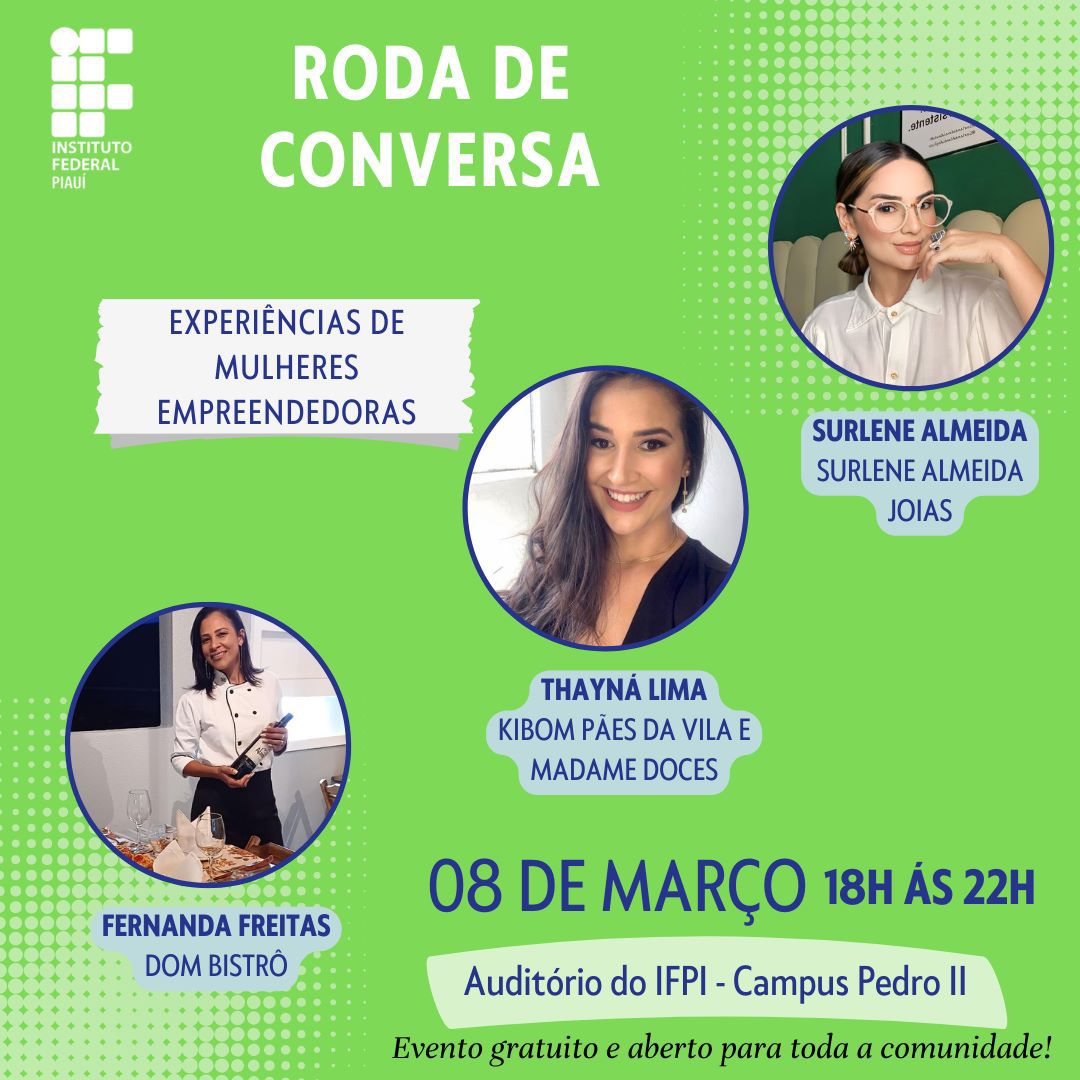 INSTITUTO
FEDERAL
PIAUÍ
RODA DE
CONVERSA
EXPERIÊNCIAS DE
MULHERES
EMPREENDEDORAS
SURLENE ALMEIDA
SURLENE ALMEIDA
JOIAS
THAYNÁ LIMA
KIBOM PÃES DA VILA E
MADAME DOCES
FERNANDA FREITAS
DOM BISTRÔ
08 DE MARÇO 18H ÁS 22H
Auditório do IFPI - Campus Pedro II
Evento gratuito e aberto para toda a comunidade!